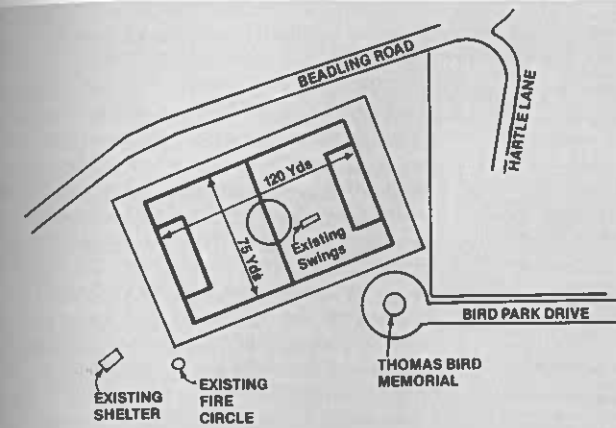 BEADLING ROAD
HARTLE LANE
120 Yds
75 Yds
Existing
Swings
BIRD PARK DRIVE
THOMAS BIRD
MEMORIAL
EXISTING
SHELTER
EXISTING
FIRE
CIRCLE